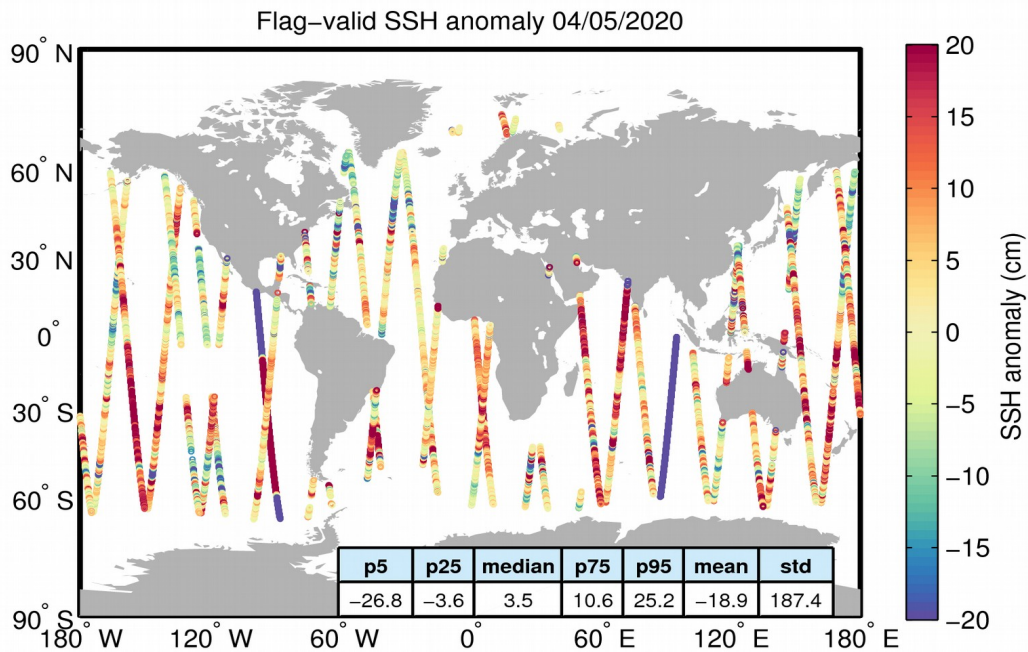 Flag−valid SSH anomaly 04/05/2020
90° N
60° N
30° N
0°
30° S
60° S
90° S
180° W
120° W
60° W
0°
60° E
120° E
180° E
p5 p25 median p75 p95 mean std
−26.8 −3.6 3.5 10.6 25.2 −18.9 187.4
20
15
10
5
0
−5
−10
−15
−20
SSH anomaly (cm)